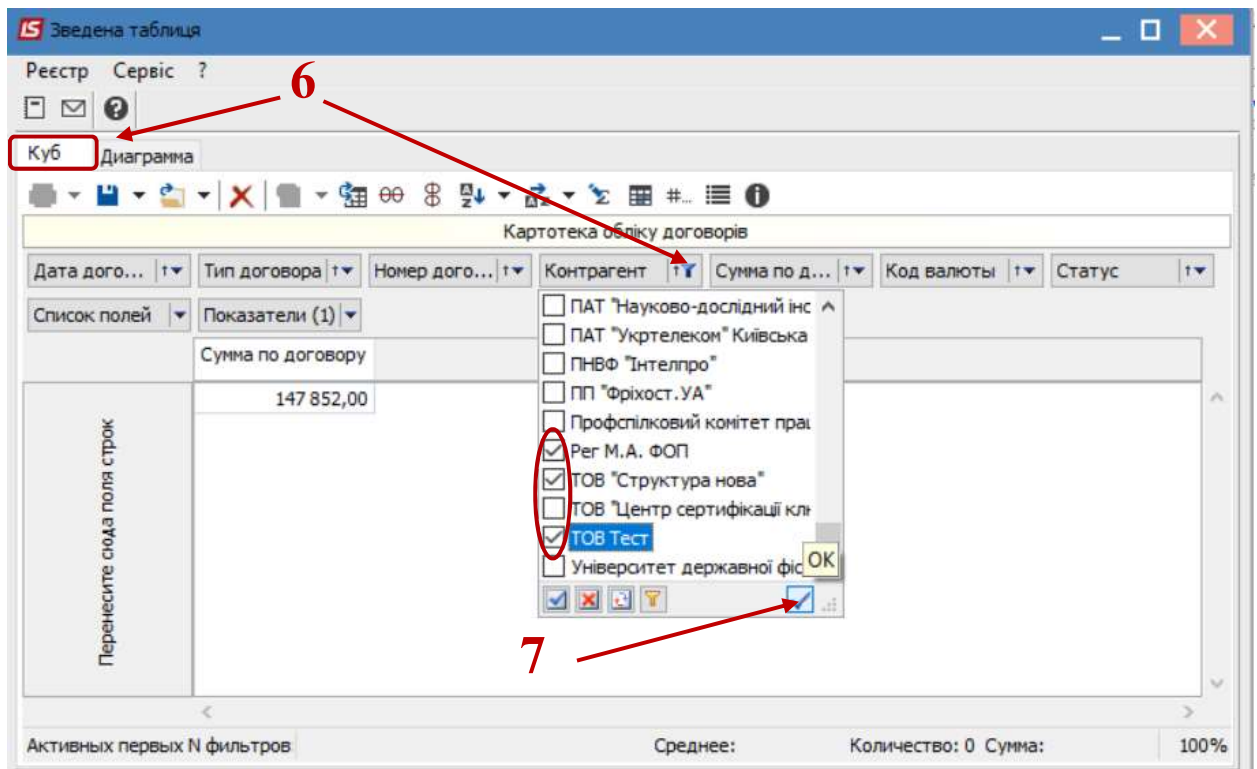 IS Зведена таблиця
Реєстр Сервіс ?
6
Куб Диаграмма
#...
Картотека обліку договорів
Дата дого... Тип договора Номер дого... Контрагент Сумма по д... Код валюты Статус
Список полей Показатели (1)
ПАТ "Науково-дослідний інс
ПАТ "Укртелеком" Київська
Сумма по договору
ПНВФ "Інтелпро"
147 852,00
ПП "Фріхост.УА"
Профспілковий комітет прац
Рег М.А. ФОП
ТОВ "Структура нова"
ТОВ "Центр сертифікації клю
ТОВ Тест
Університет державної фіс
OK
Перенесите сюда поля строк
7
Активных первых N фильтров Среднее: Количество: 0 Сумма: 100%